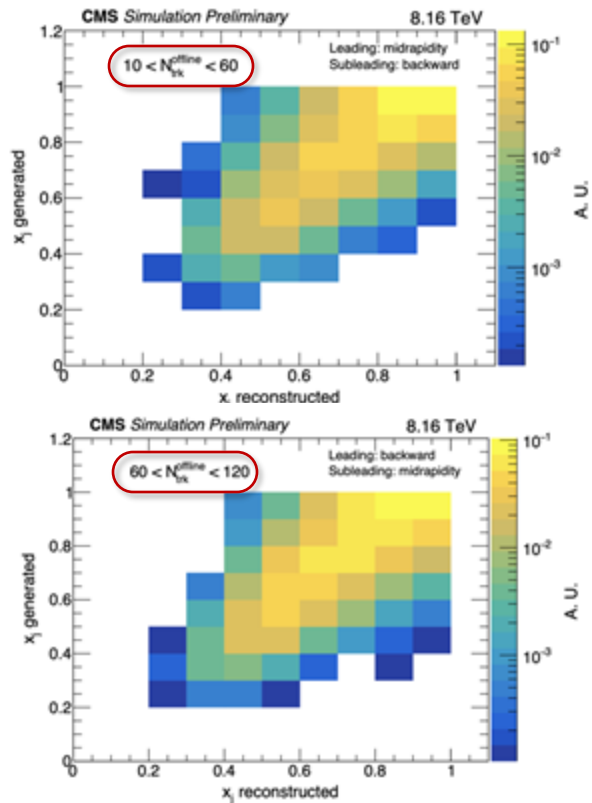 CMS Simulation Preliminary 8.16 TeV
10 < N_trk^offline < 60
Leading: midrapidity
Subleading: backward
1.2
1
0.8
0.6
0.4
0.2
0
x_j generated
0 0.2 0.4 0.6 0.8 1
x, reconstructed
10^-1
10^-2
10^-3
A. U.
CMS Simulation Preliminary 8.16 TeV
60 < N_trk^offline < 120
Leading: backward
Subleading: midrapidity
1.2
1
0.8
0.6
0.4
0.2
0
x_j generated
0 0.2 0.4 0.6 0.8 1
x_j reconstructed
10^-1
10^-2
10^-3
A. U.